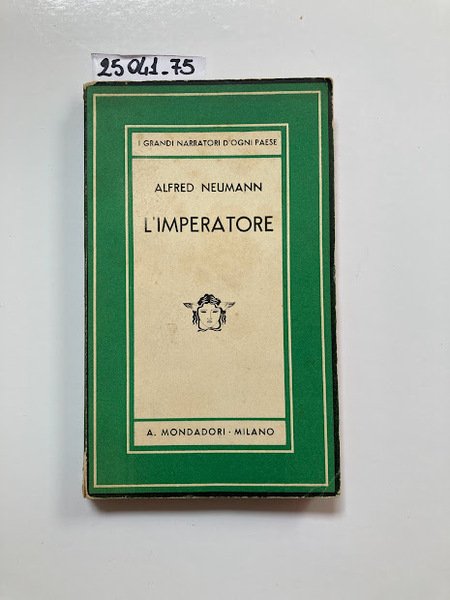 25041_75
I GRANDI NARRATORI D'OGNI PAESE
ALFRED NEUMANN
L'IMPERATORE
A. MONDADORI · MILANO